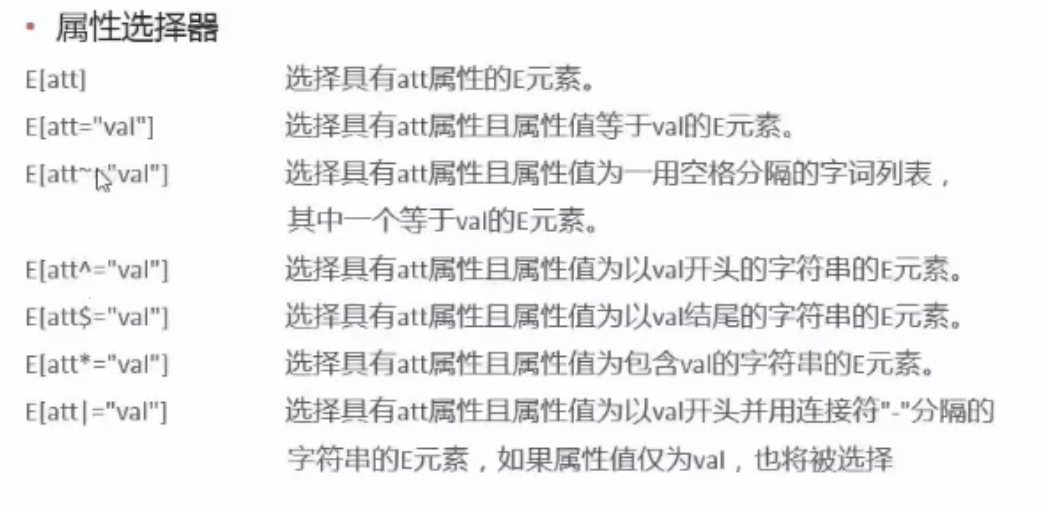 • 属性选择器
E[att] 选择具有att属性的E元素。
E[att="val"] 选择具有att属性且属性值等于val的E元素。
E[att~="val"] 选择具有att属性且属性值为一用空格分隔的字词列表，
其中一个等于val的E元素。
E[att^="val"] 选择具有att属性且属性值为以val开头的字符串的E元素。
E[att$="val"] 选择具有att属性且属性值为以val结尾的字符串的E元素。
E[att*="val"] 选择具有att属性且属性值为包含val的字符串的E元素。
E[att|="val"] 选择具有att属性且属性值为以val开头并用连接符"-"分隔的
字符串的E元素，如果属性值仅为val，也将被选择